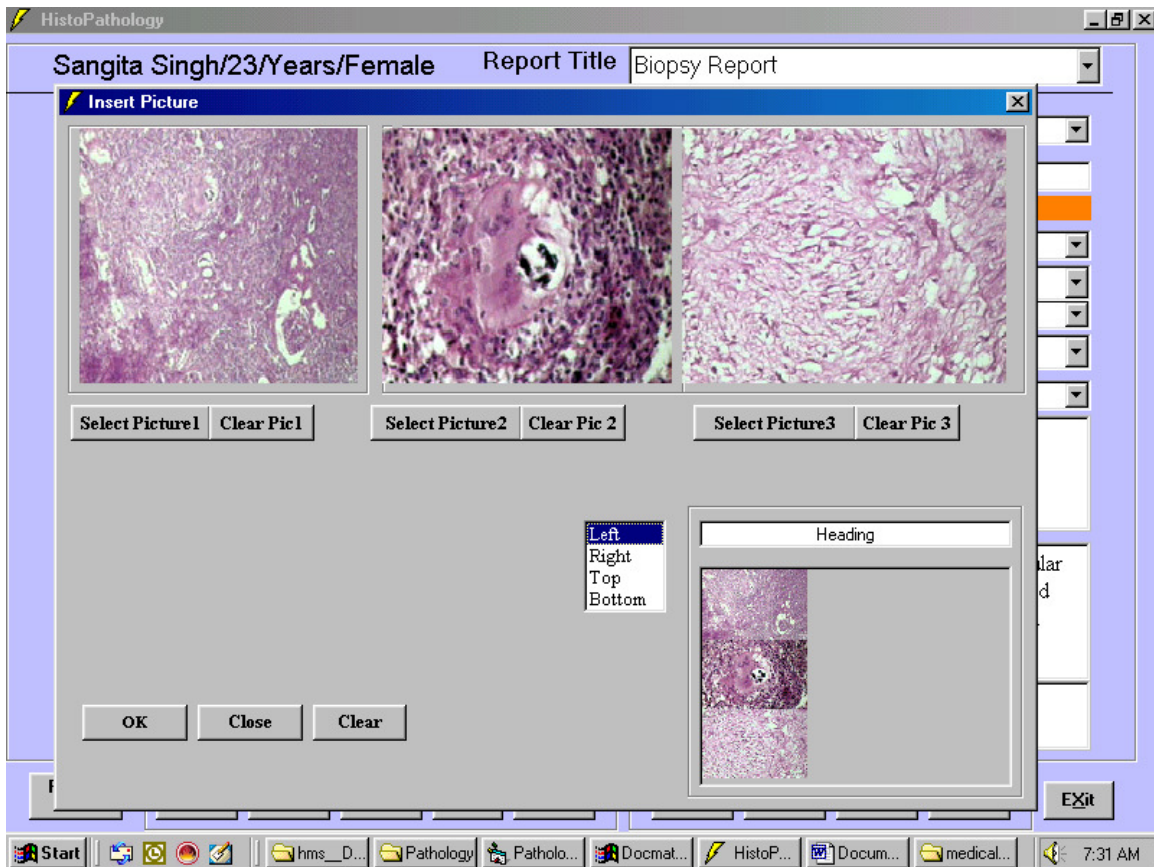 HistoPathology
Sangita Singh/23/Years/Female
Report Title
Biopsy Report
Insert Picture
Select Picture1
Clear Pic1
Select Picture2
Clear Pic 2
Select Picture3
Clear Pic 3
Left
Right
Top
Bottom
Heading
OK
Close
Clear
EXit
Start
hms__D...
Pathology
Patholo...
Docmat...
HistoP...
Docum...
medical...
7:31 AM